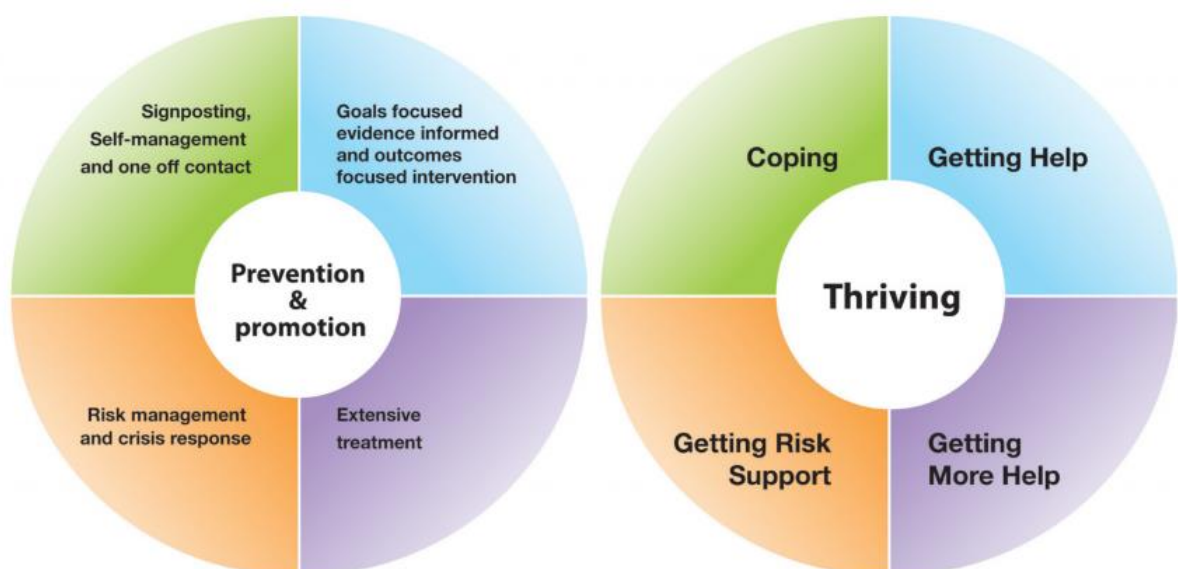 Signposting,
Self-management
and one off contact
Goals focused
evidence informed
and outcomes
focused intervention
Prevention
&
promotion
Risk management
and crisis response
Extensive
treatment
Coping
Getting Help
Thriving
Getting Risk
Support
Getting
More Help